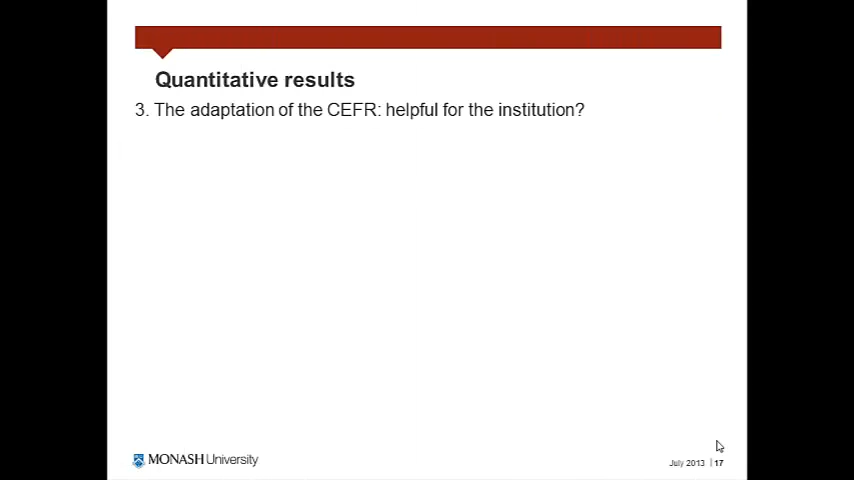 Quantitative results
3. The adaptation of the CEFR: helpful for the institution?
MONASH University
July 2013 | 17